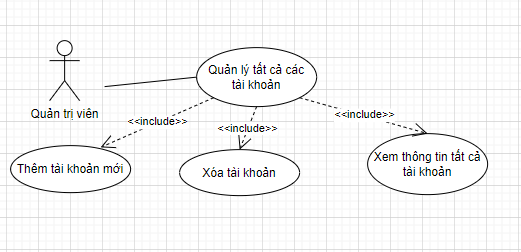 Quản lý tất cả các
tài khoản
Quản trị viên
<<include>>
<<include>>
<<include>>
Thêm tài khoản mới
Xóa tài khoản
Xem thông tin tất cả
tài khoản